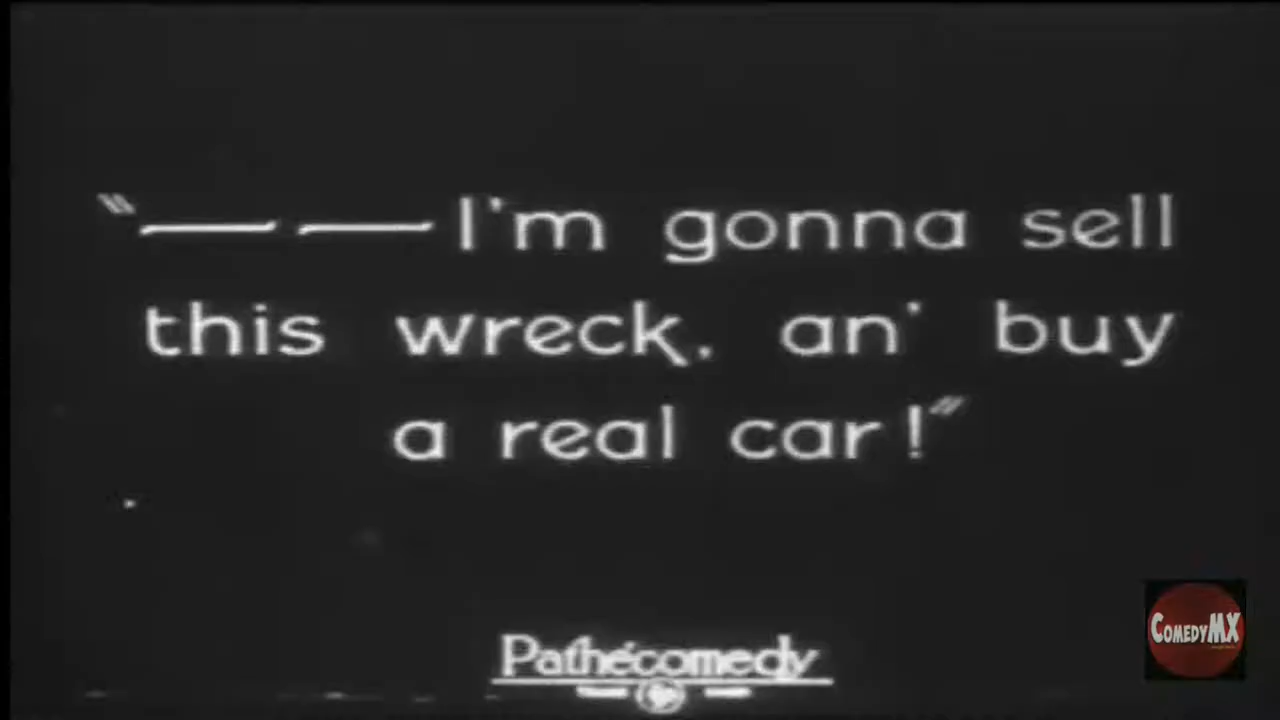 "— — I'm gonna sell
this wreck, an' buy
a real car!"
Pathécomedy
COMEDYMX